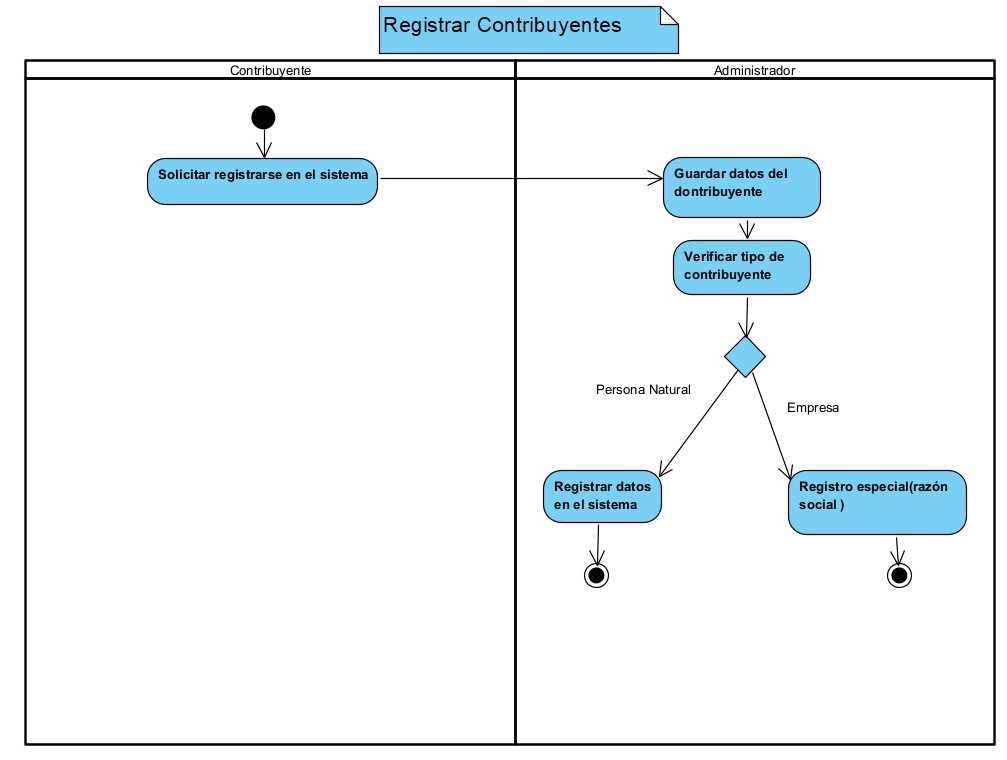 Registrar Contribuyentes
Contribuyente
Administrador
Solicitar registrarse en el sistema
Guardar datos del
dontribuyente
Verificar tipo de
contribuyente
Persona Natural
Empresa
Registrar datos
en el sistema
Registro especial(razón
social )